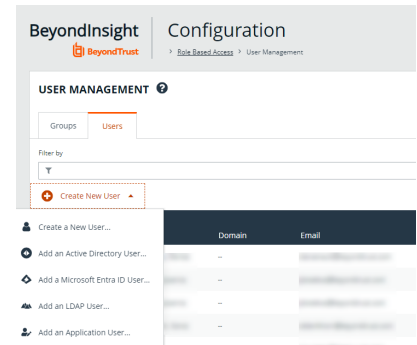 BeyondInsight
BeyondTrust
Configuration
> Role Based Access > User Management
USER MANAGEMENT ?
Groups
Users
Filter by
Create New User
Domain
Email
Create a New User...
Add an Active Directory User...
--
Add a Microsoft Entra ID User...
--
Add an LDAP User...
--
Add an Application User...
--